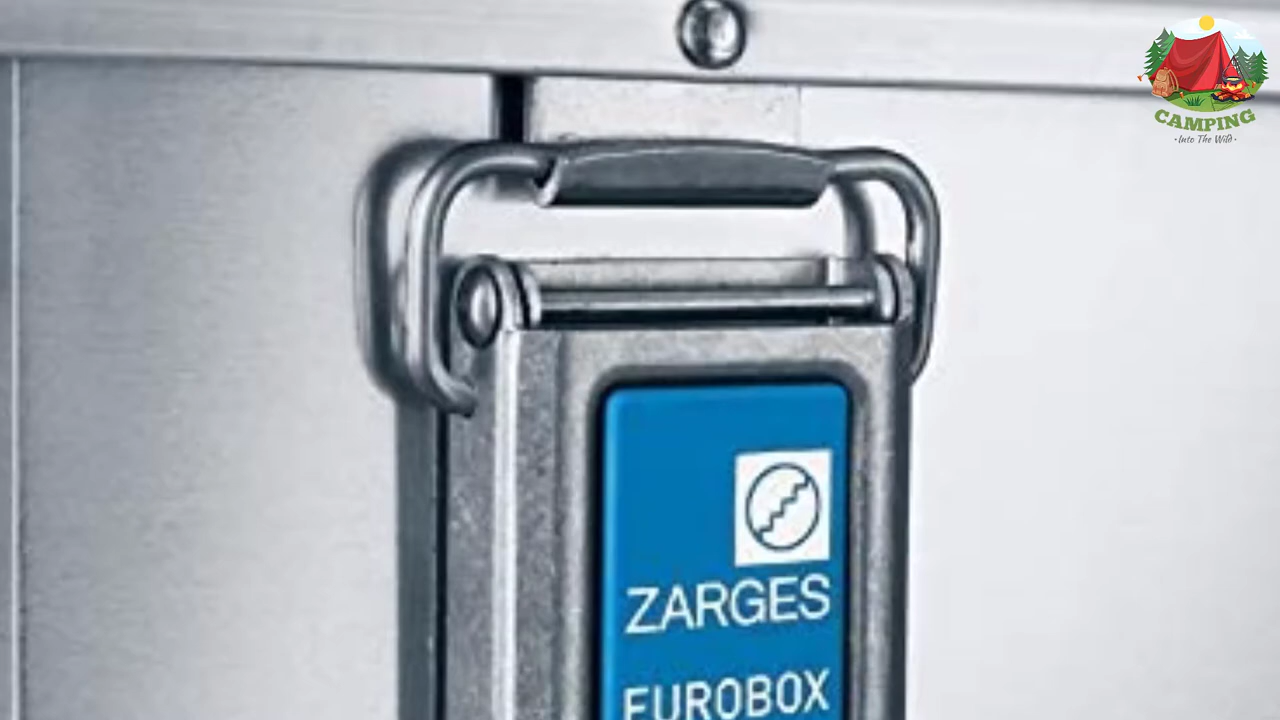 CAMPING
• Into The Wild •
ZARGES
EUROBOX